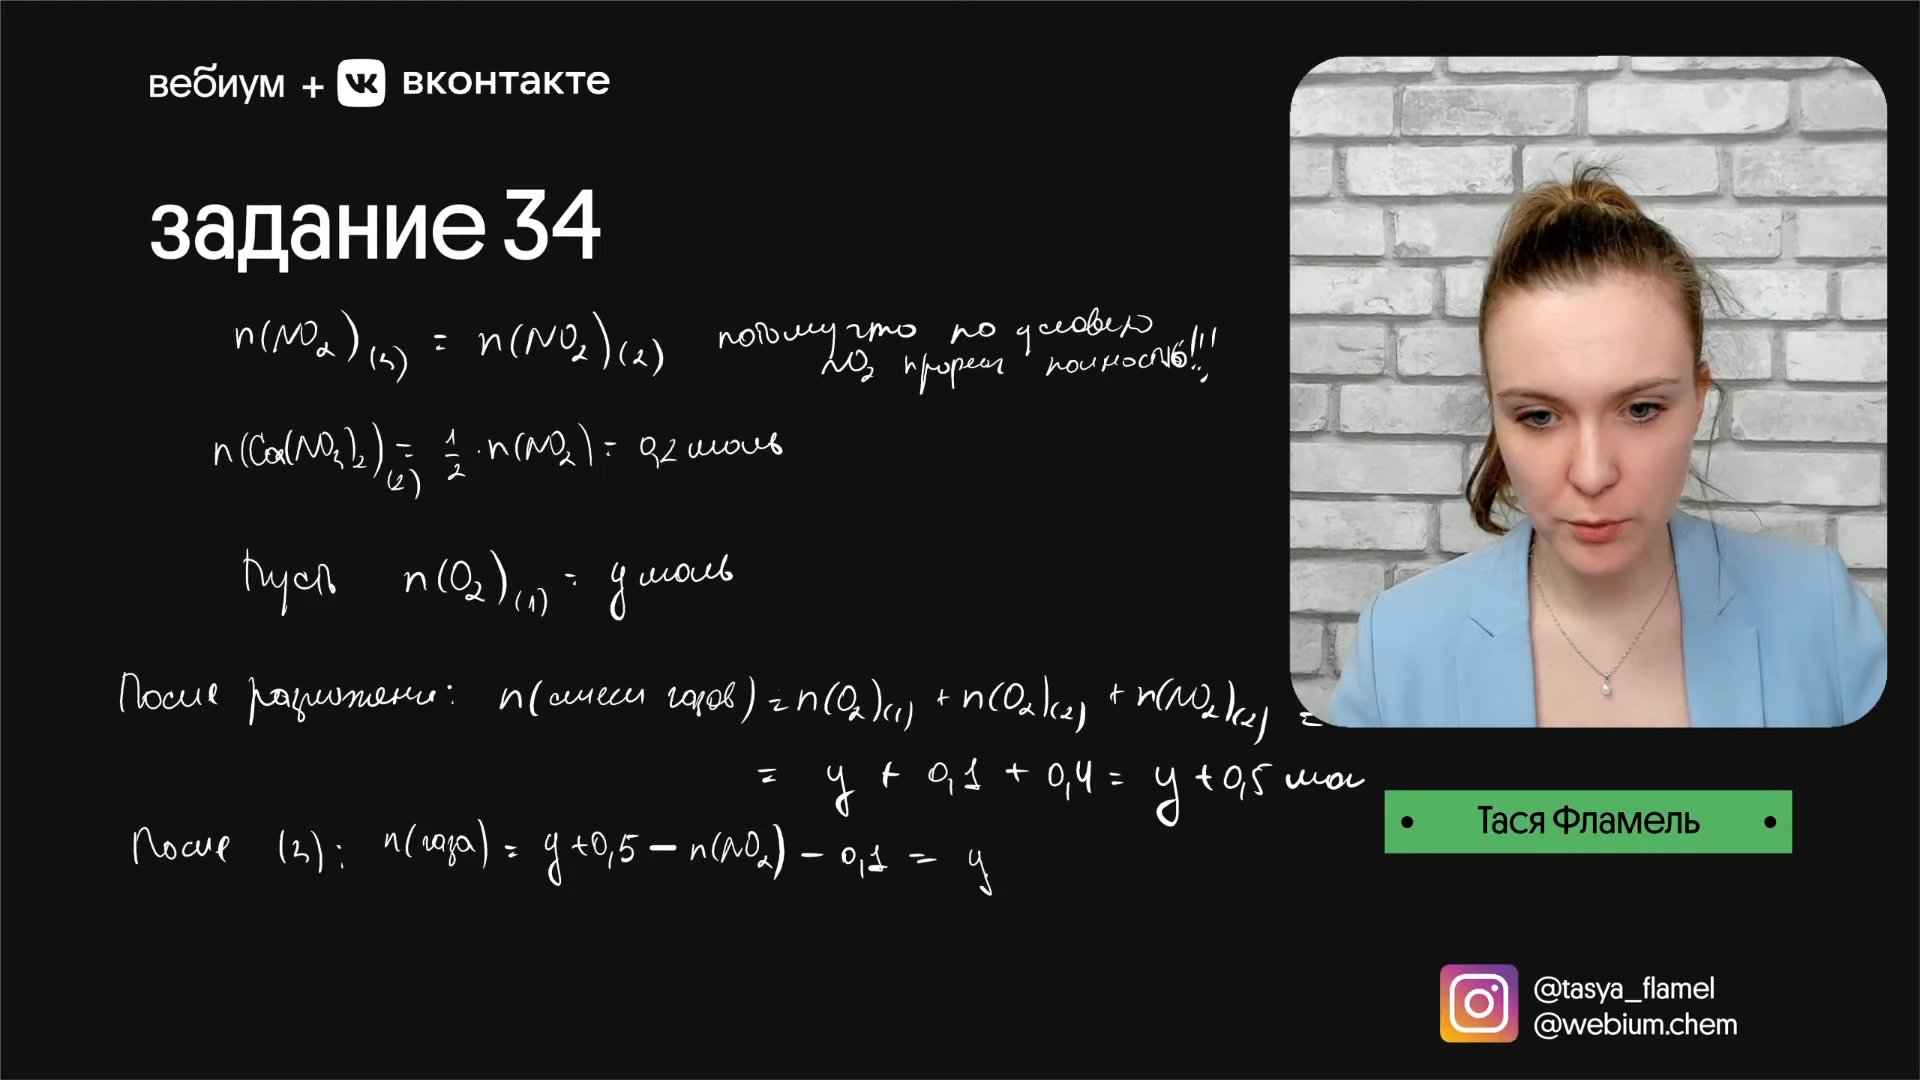 вебиум + вконтакте
задание 34
n(NO₂)₍₃₎ = n(NO₂)₍₂₎ потому что по условию
NO₂ прореаг полностью!!!
n(Ca(NO₃)₂)₍₂₎ = 1/2 · n(NO₂) = 0,2 моль
Пусть n(O₂)₍₁₎ = y моль
После разложения: n(смеси газов) = n(O₂)₍₁₎ + n(O₂)₍₂₎ + n(NO₂)₍₂₎ =
= y + 0,1 + 0,4 = y + 0,5 мол
После (3): n(газа) = y + 0,5 – n(NO₂) – 0,1 = y
• Тася Фламель •
@tasya_flamel
@webium.chem